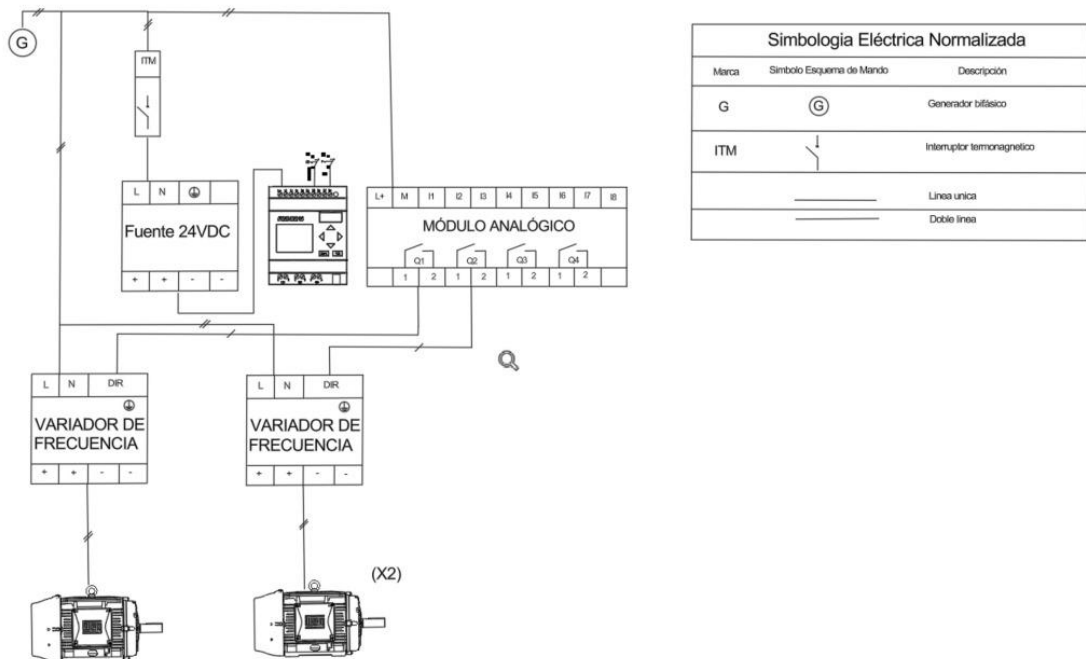 G
ITM
L N
Fuente 24VDC
+ + - -
L+ M I1 I2 I3 I4 I5 I6 I7 I8
MÓDULO ANALÓGICO
Q1 Q2 Q3 Q4
1 2 1 2 1 2 1 2
L N DIR
VARIADOR DE
FRECUENCIA
+ + - -
L N DIR
VARIADOR DE
FRECUENCIA
+ + - -
(X2)
Simbologia Eléctrica Normalizada
Marca Simbolo Esquema de Mando Descripción
G G Generador bifásico
ITM Interruptor termonagnetico
Linea unica
Doble linea